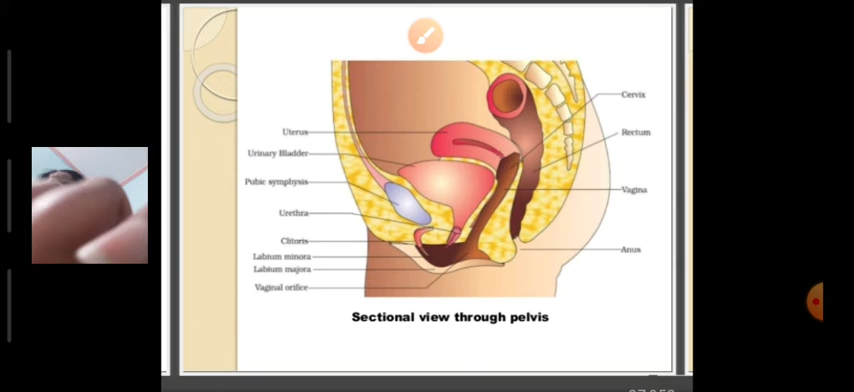 Uterus
Urinary Bladder
Pubic symphysis
Urethra
Clitoris
Labium minora
Labium majora
Vaginal orifice
Cervix
Rectum
Vagina
Anus
Sectional view through pelvis